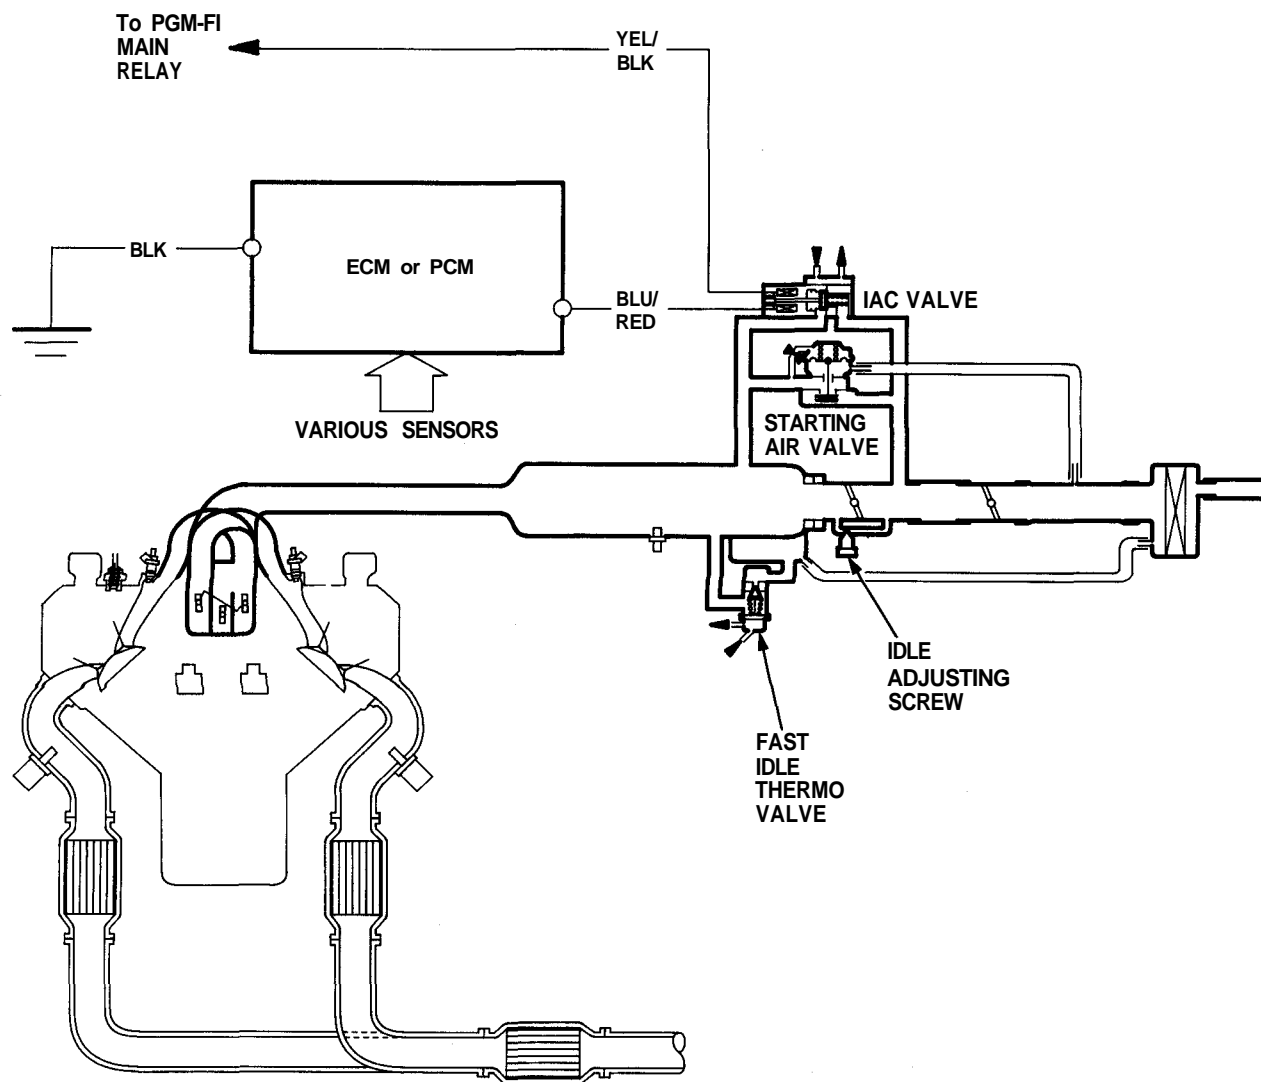 To PGM-FI
MAIN
RELAY
YEL/
BLK
BLK
ECM or PCM
BLU/
RED
IAC VALVE
VARIOUS SENSORS
STARTING
AIR VALVE
IDLE
ADJUSTING
SCREW
FAST
IDLE
THERMO
VALVE